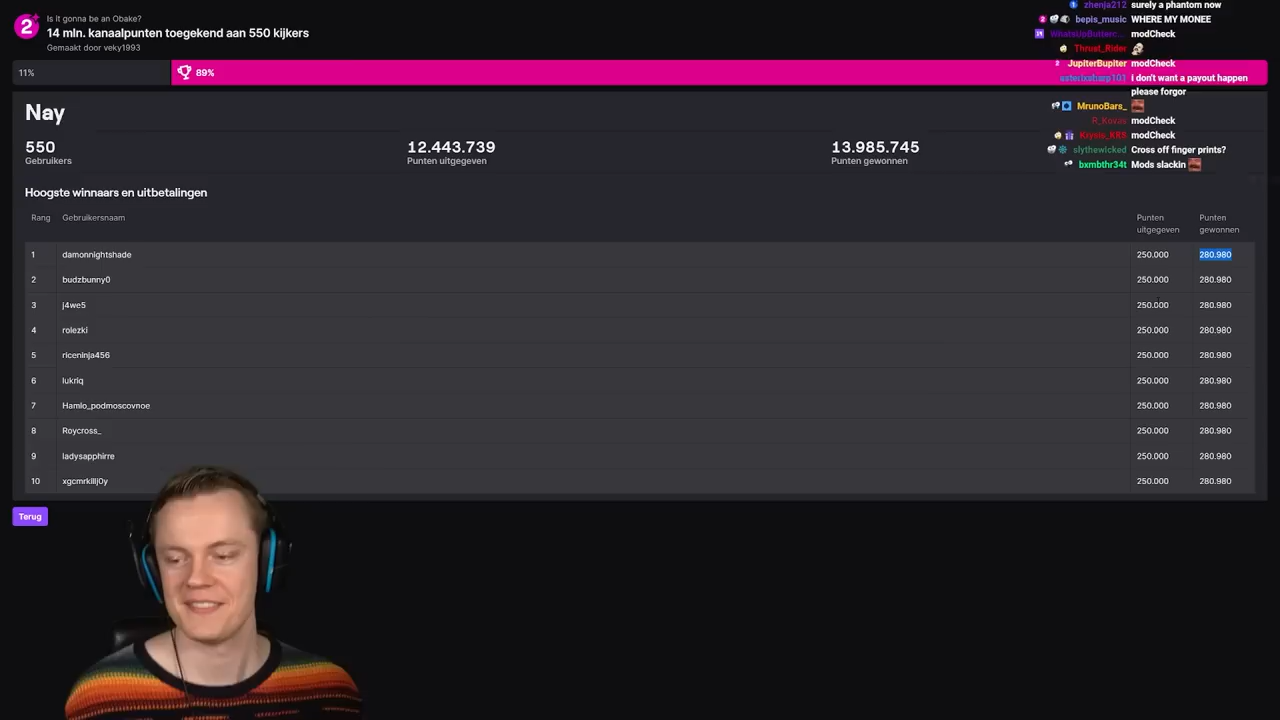 Is it gonna be an Obake?
14 mln. kanaalpunten toegekend aan 550 kijkers
Gemaakt door veky1993
11%
89%
Nay
550
Gebruikers
12.443.739
Punten uitgegeven
13.985.745
Punten gewonnen
Hoogste winnaars en uitbetalingen
Rang Gebruikersnaam Punten uitgegeven Punten gewonnen
1 damonnightshade 250.000 280.980
2 budzbunny0 250.000 280.980
3 j4we5 250.000 280.980
4 rolezki 250.000 280.980
5 riceninja456 250.000 280.980
6 lukriq 250.000 280.980
7 Hamlo_podmoscovnoe 250.000 280.980
8 Roycross_ 250.000 280.980
9 ladysapphirre 250.000 280.980
10 xgcmrkillj0y 250.000 280.980
Terug
zhenja212 surely a phantom now
bepis_music WHERE MY MONEE
WhatsUpButterc... modCheck
Thrust_Rider
JupiterBupiter modCheck
asterixsharp101 i don't want a payout happen
please forgor
MrunoBars_
R_Kovas modCheck
Krysis_KRS modCheck
slythewicked Cross off finger prints?
bxmbthr34t Mods slackin